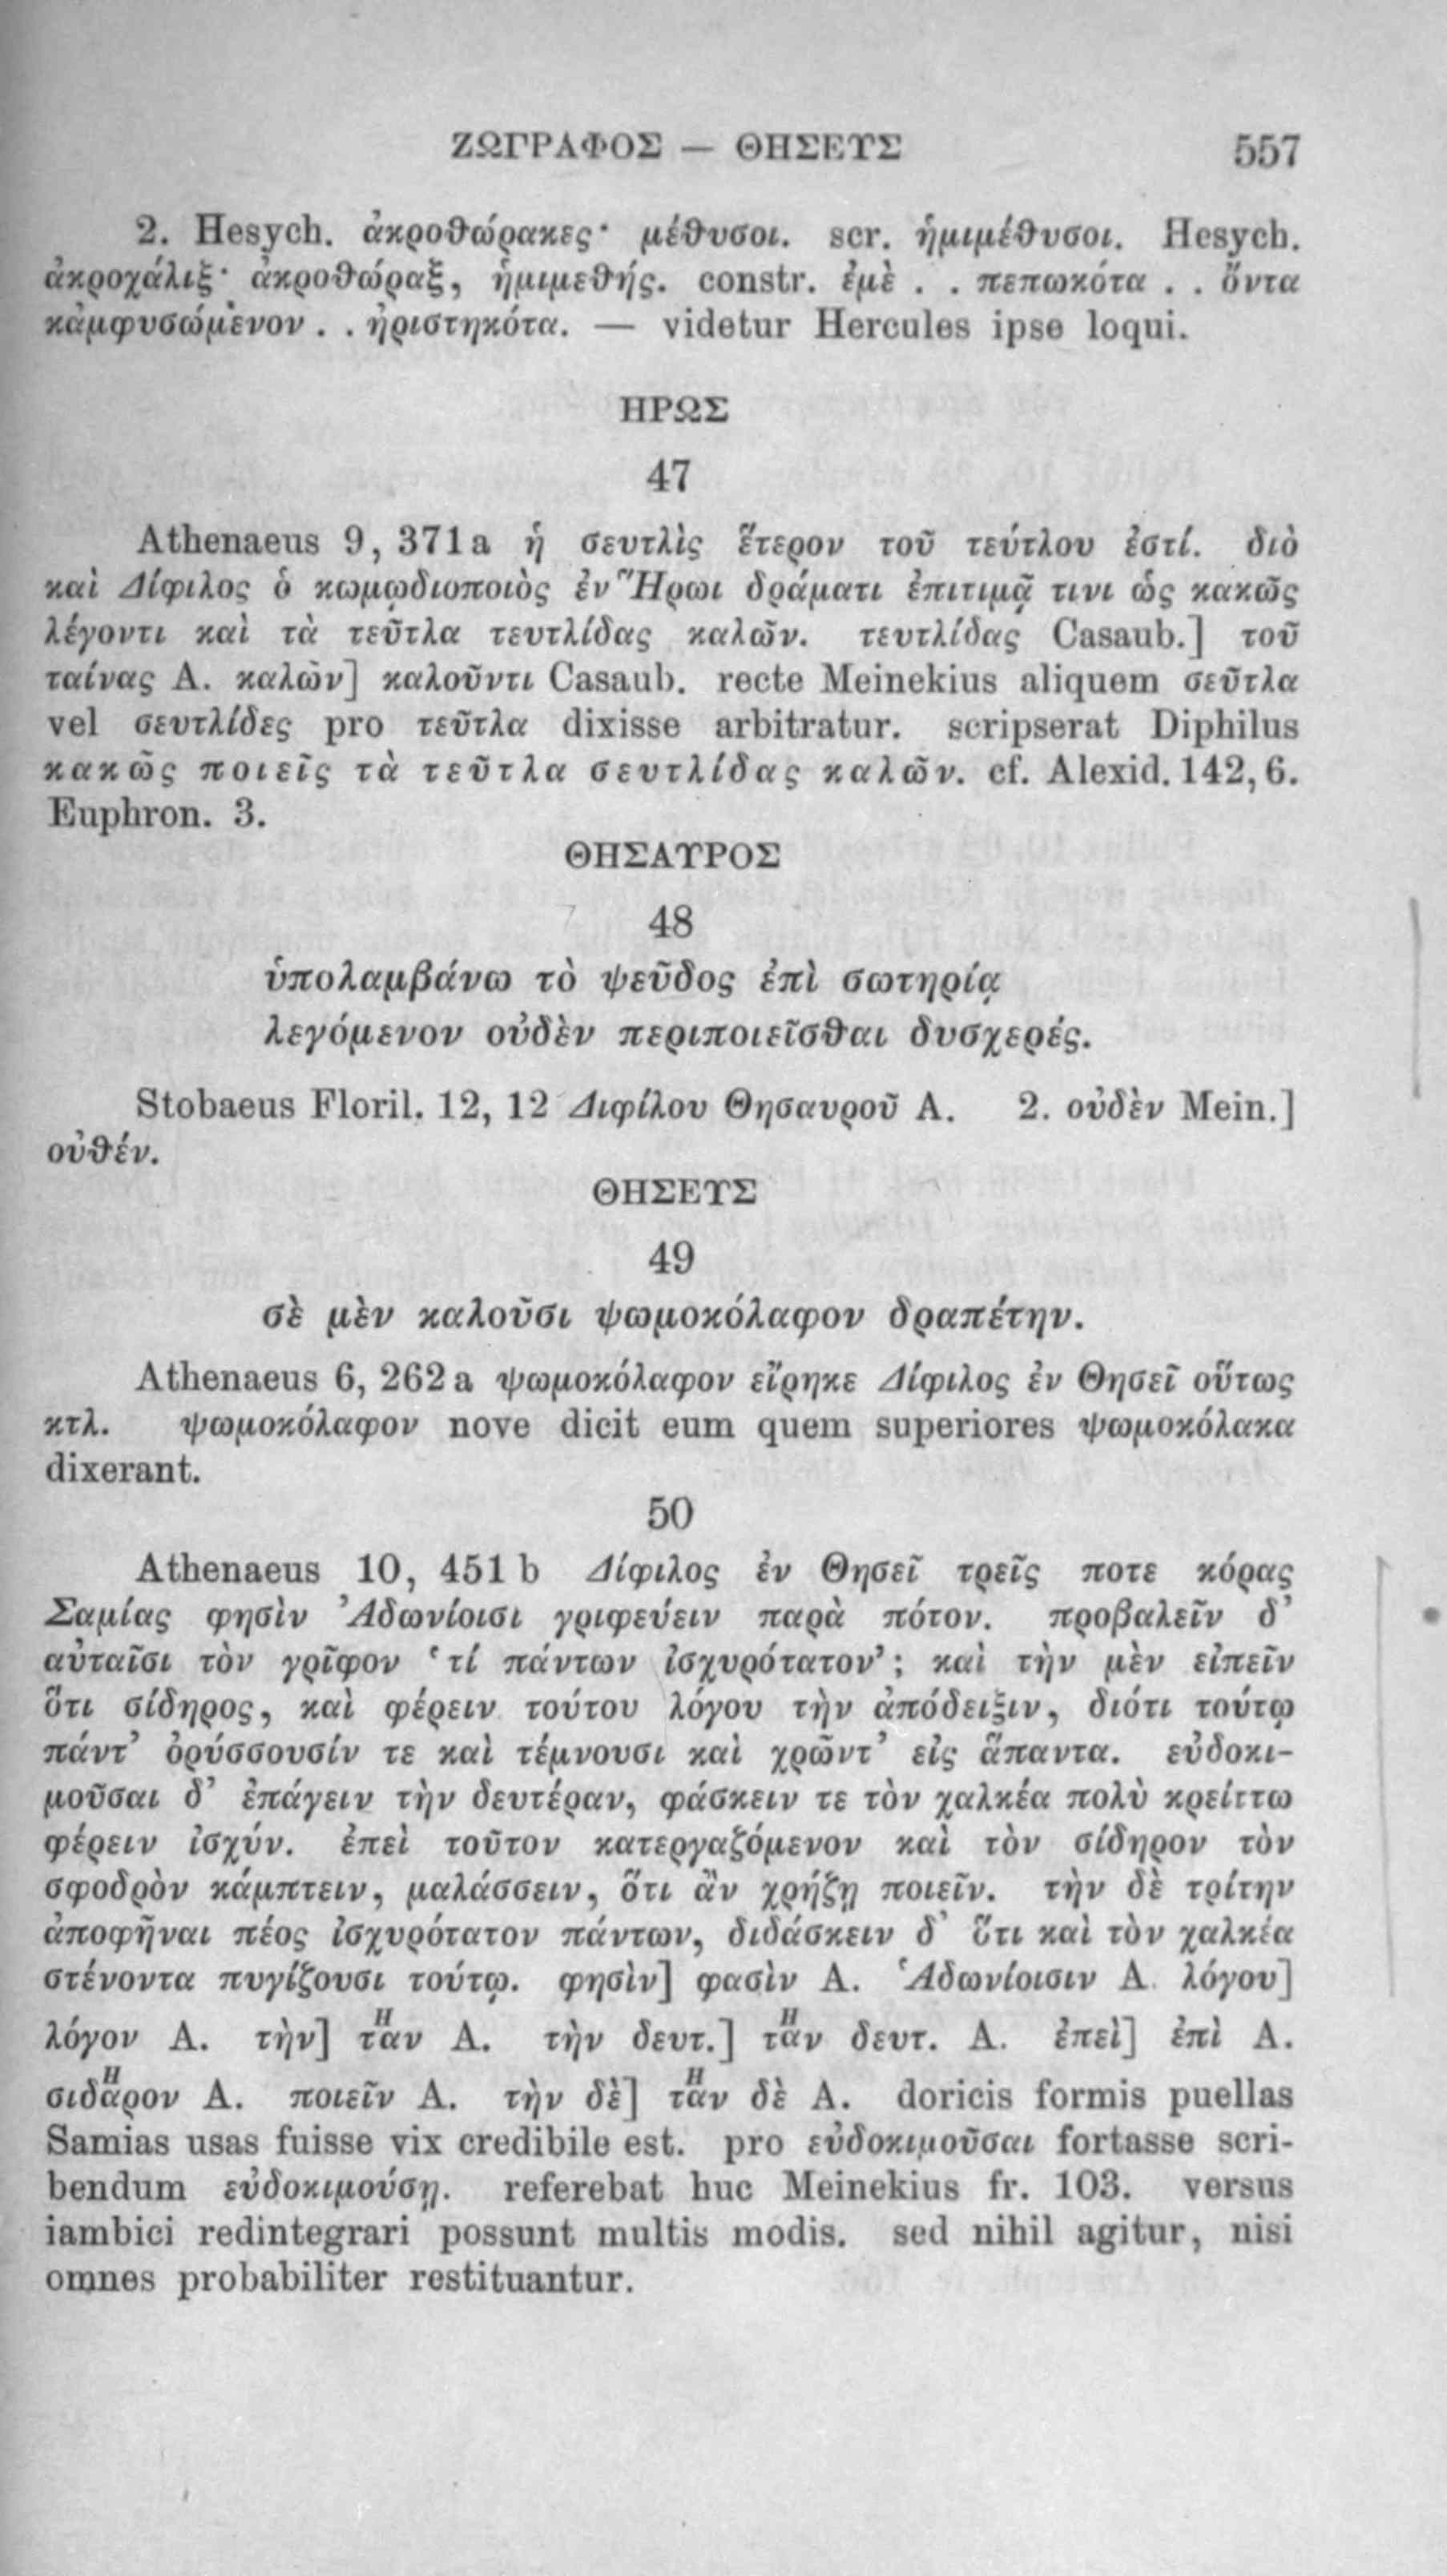 ΖΩΓΡΑΦΟΣ — ΘΗΣΕΥΣ 557
2. Hesych. ἀκροθώρακες· μέθυσοι. scr. ἡμιμέθυσοι. Hesych.
ἀκροχάλιξ· ἀκροθώραξ, ἡμιμεθής. constr. ἐμὲ . . πεπωκότα . . ὄντα
κἀμφυσώμενον . . ἠριστηκότα. — videtur Hercules ipse loqui.
ΗΡΩΣ
47
Athenaeus 9, 371 a ἡ σευτλὶς ἕτερον τοῦ τεύτλου ἐστί. διὸ
καὶ Δίφιλος ὁ κωμῳδιοποιὸς ἐν Ἥρωι δράματι ἐπιτιμᾷ τινι ὡς κακῶς
λέγοντι καὶ τὰ τεῦτλα τευτλίδας καλῶν. τευτλίδας Casaub.] τοῦ
ταίνας A. καλῶν] καλοῦντι Casaub. recte Meinekius aliquem σεῦτλα
vel σευτλίδες pro τεῦτλα dixisse arbitratur. scripserat Diphilus
κακῶς ποιεῖς τὰ τεῦτλα σευτλίδας καλῶν. cf. Alexid. 142, 6.
Euphron. 3.
ΘΗΣΑΥΡΟΣ
48
ὑπολαμβάνω τὸ ψεῦδος ἐπὶ σωτηρίᾳ
λεγόμενον οὐδὲν περιποιεῖσθαι δυσχερές.
Stobaeus Floril. 12, 12 Διφίλου Θησαυροῦ A. 2. οὐδὲν Mein.]
οὐθέν.
ΘΗΣΕΥΣ
49
σὲ μὲν καλοῦσι ψωμοκόλαφον δραπέτην.
Athenaeus 6, 262 a ψωμοκόλαφον εἴρηκε Δίφιλος ἐν Θησεῖ οὕτως
κτλ. ψωμοκόλαφον nove dicit eum quem superiores ψωμοκόλακα
dixerant.
50
Athenaeus 10, 451 b Δίφιλος ἐν Θησεῖ τρεῖς ποτε κόρας
Σαμίας φησὶν Ἀδωνίοισι γριφεύειν παρὰ πότον. προβαλεῖν δ’
αὐταῖσι τὸν γρῖφον ‘τί πάντων ἰσχυρότατον’; καὶ τὴν μὲν εἰπεῖν
ὅτι σίδηρος, καὶ φέρειν τούτου λόγου τὴν ἀπόδειξιν, διότι τούτῳ
πάντ’ ὀρύσσουσίν τε καὶ τέμνουσι καὶ χρῶντ’ εἰς ἅπαντα. εὐδοκι-
μοῦσαι δ’ ἐπάγειν τὴν δευτέραν, φάσκειν τε τὸν χαλκέα πολὺ κρείττω
φέρειν ἰσχύν. ἐπεὶ τοῦτον κατεργαζόμενον καὶ τὸν σίδηρον τὸν
σφοδρὸν κάμπτειν, μαλάσσειν, ὅτι ἂν χρῄζῃ ποιεῖν. τὴν δὲ τρίτην
ἀποφῆναι πέος ἰσχυρότατον πάντων, διδάσκειν δ’ ὅτι καὶ τὸν χαλκέα
στένοντα πυγίζουσι τούτῳ. φησὶν] φασὶν A. Ἁδωνίοισιν A. λόγου]
λόγον A. τὴν] τᾱ̈ν A. τὴν δευτ.] τᾱ̈ν δευτ. A. ἐπεὶ] ἐπὶ A.
σιδᾱ̈ρον A. ποιεῖν A. τὴν δὲ] τᾱ̈ν δὲ A. doricis formis puellas
Samias usas fuisse vix credibile est. pro εὐδοκιμοῦσαι fortasse scri-
bendum εὐδοκιμούσῃ. referebat huc Meinekius fr. 103. versus
iambici redintegrari possunt multis modis. sed nihil agitur, nisi
omnes probabiliter restituantur.